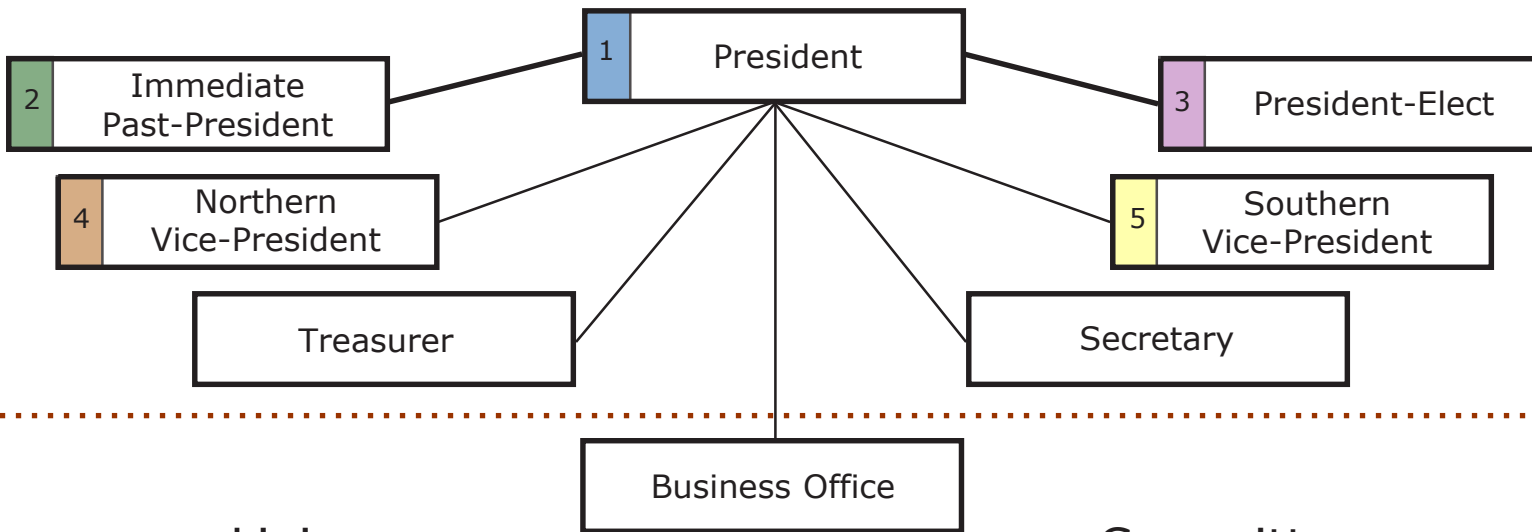 1
President
2
Immediate
Past-President
3
President-Elect
4
Northern
Vice-President
5
Southern
Vice-President
Treasurer
Secretary
Business Office